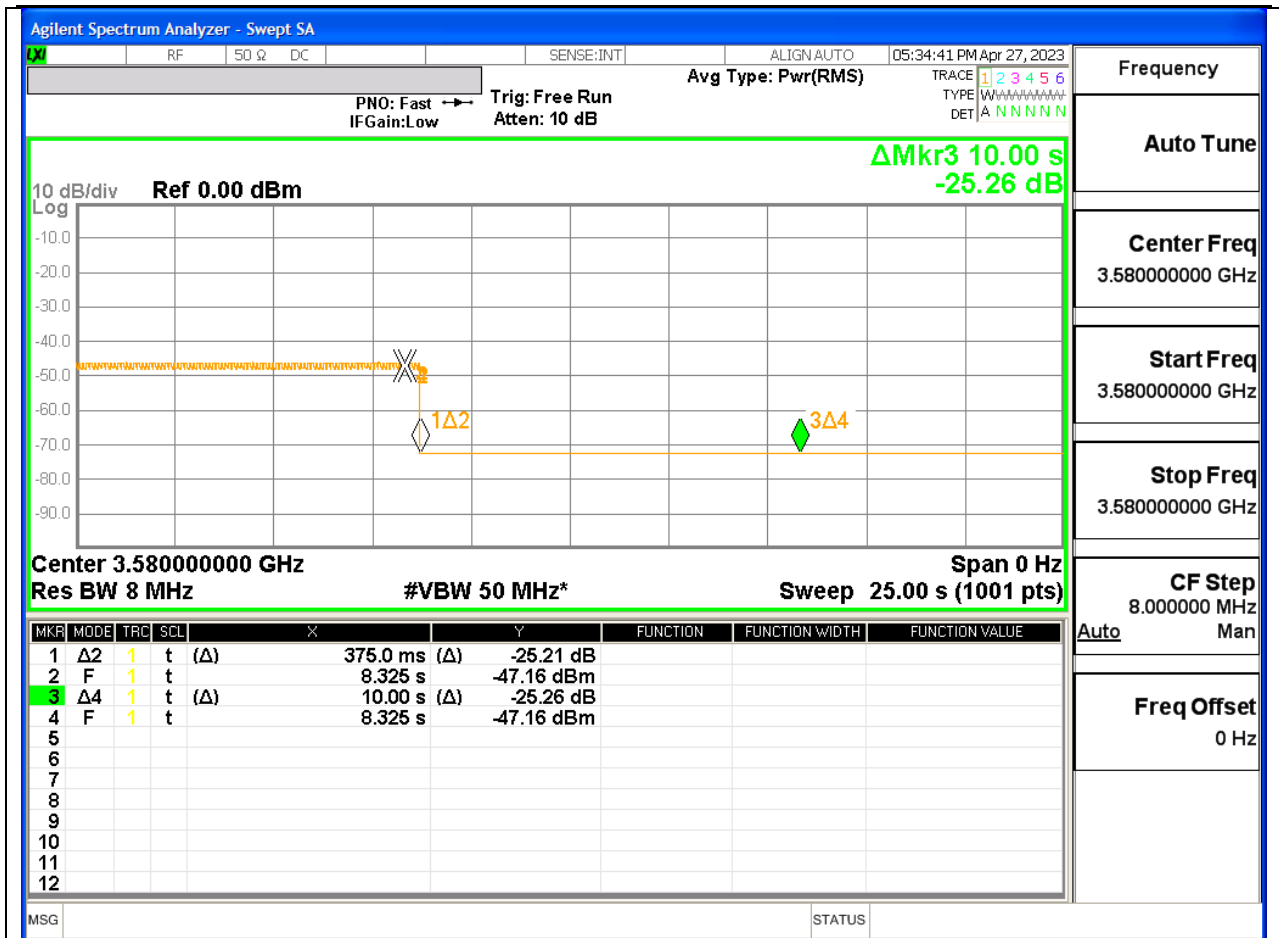 Agilent Spectrum Analyzer - Swept SA
LXI RF 50 Ω DC SENSE:INT ALIGN AUTO 05:34:41 PM Apr 27, 2023
PNO: Fast Trig: Free Run Avg Type: Pwr(RMS) TRACE 1 2 3 4 5 6
IFGain:Low Atten: 10 dB TYPE WWWWWW
DET A N N N N N
ΔMkr3 10.00 s
-25.26 dB
10 dB/div Ref 0.00 dBm
Log
-10.0
-20.0
-30.0
-40.0
-50.0
-60.0
-70.0
-80.0
-90.0
1Δ2
3Δ4
Center 3.580000000 GHz Span 0 Hz
Res BW 8 MHz #VBW 50 MHz* Sweep 25.00 s (1001 pts)
MKR MODE TRC SCL X Y FUNCTION FUNCTION WIDTH FUNCTION VALUE
1 Δ2 1 t (Δ) 375.0 ms (Δ) -25.21 dB
2 F 1 t 8.325 s -47.16 dBm
3 Δ4 1 t (Δ) 10.00 s (Δ) -25.26 dB
4 F 1 t 8.325 s -47.16 dBm
5
6
7
8
9
10
11
12
MSG STATUS
Frequency
Auto Tune
Center Freq
3.580000000 GHz
Start Freq
3.580000000 GHz
Stop Freq
3.580000000 GHz
CF Step
8.000000 MHz
Auto Man
Freq Offset
0 Hz